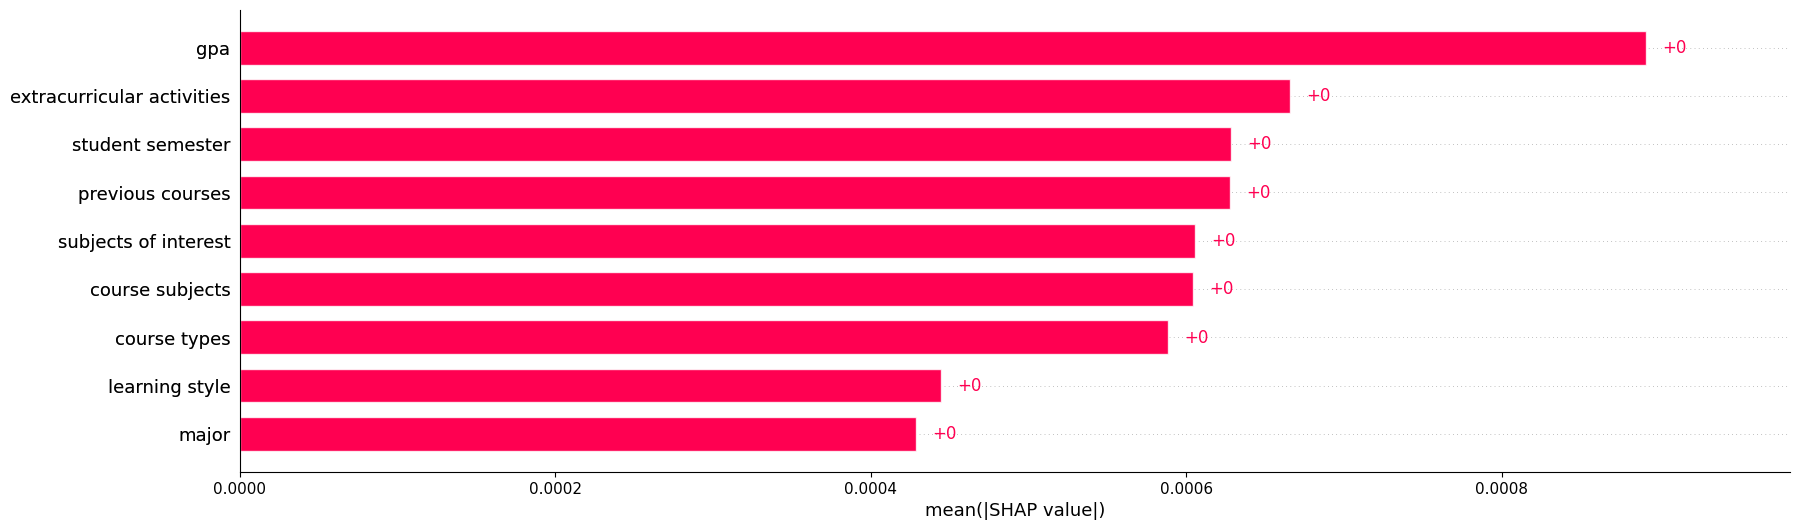 gpa +0
extracurricular activities +0
student semester +0
previous courses +0
subjects of interest +0
course subjects +0
course types +0
learning style +0
major +0
0.0000 0.0002 0.0004 0.0006 0.0008
mean(|SHAP value|)